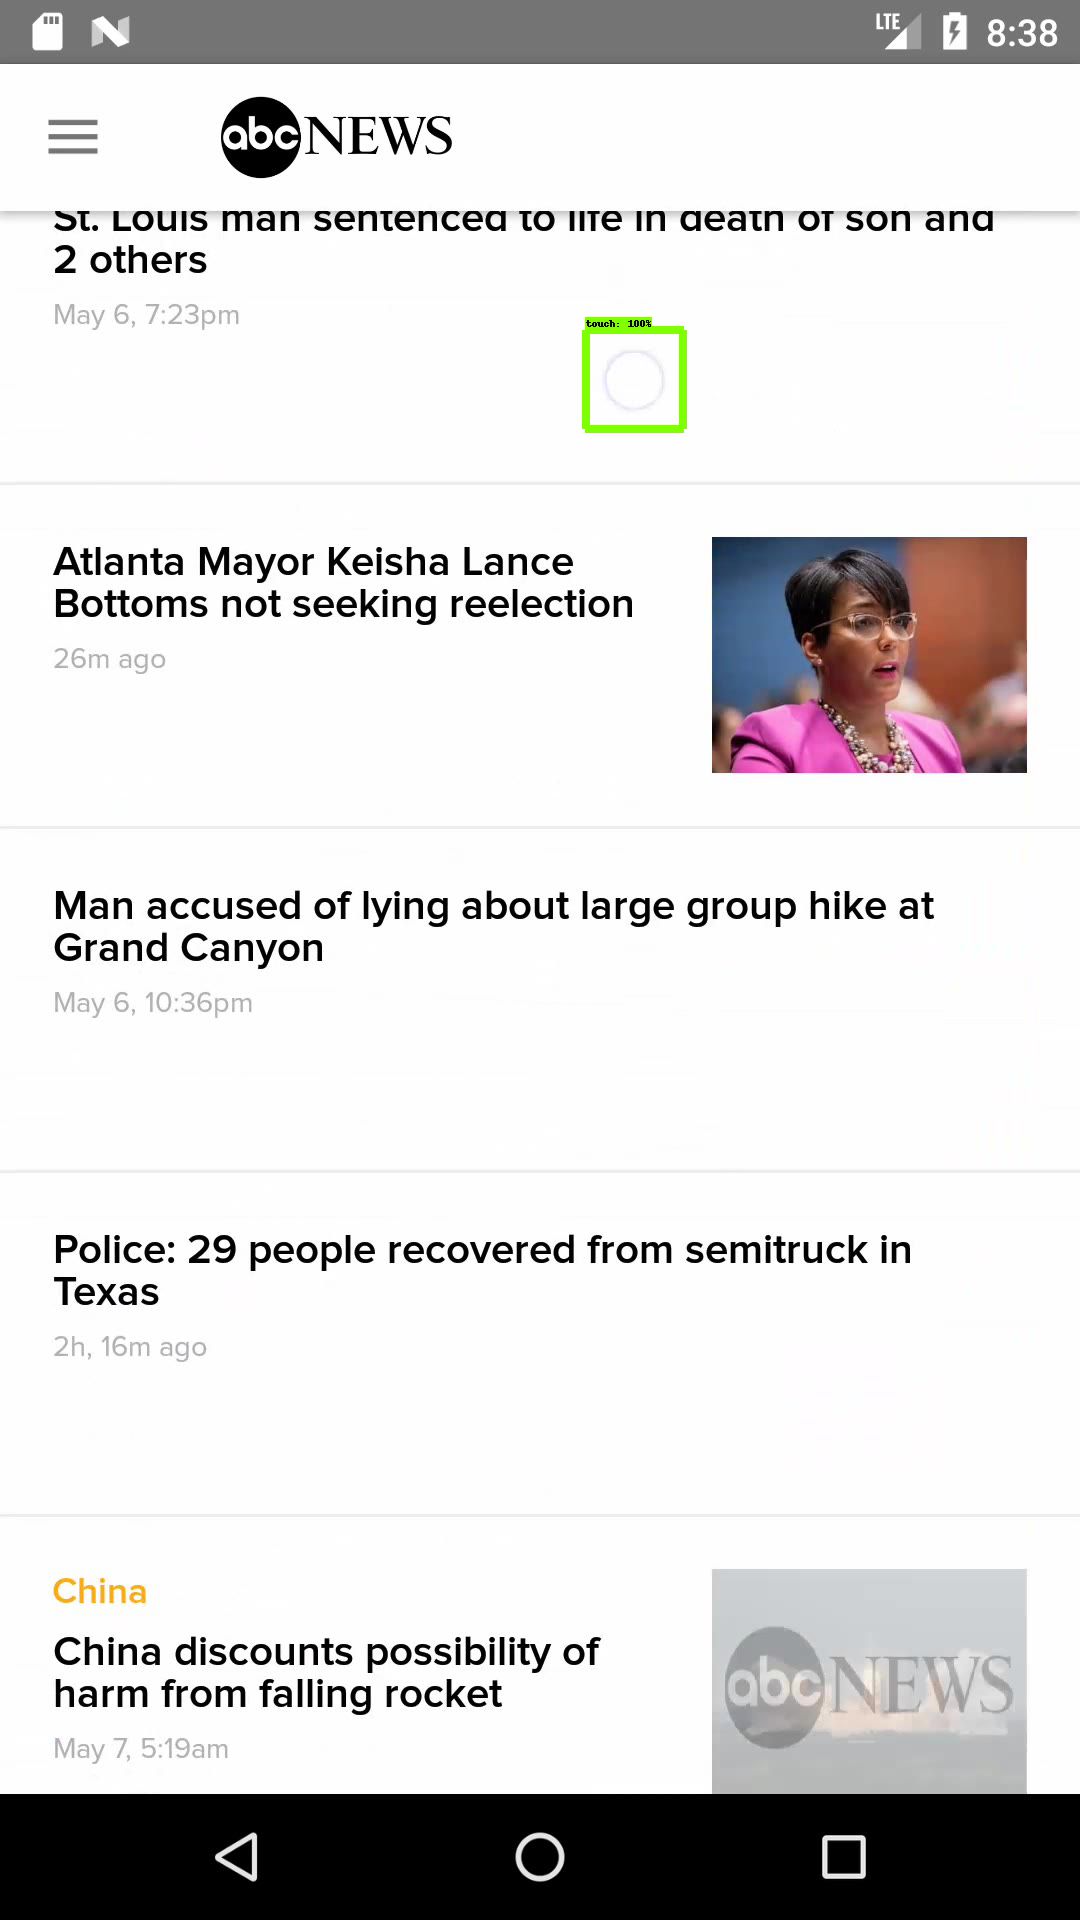 LTE
8:38
abc NEWS
St. Louis man sentenced to life in death of son and
2 others
May 6, 7:23pm
touch: 100%
Atlanta Mayor Keisha Lance
Bottoms not seeking reelection
26m ago
Man accused of lying about large group hike at
Grand Canyon
May 6, 10:36pm
Police: 29 people recovered from semitruck in
Texas
2h, 16m ago
China
China discounts possibility of
harm from falling rocket
May 7, 5:19am
abc NEWS